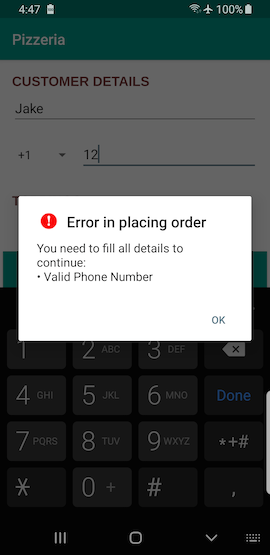 4:47 100%
Pizzeria
CUSTOMER DETAILS
Jake
+1 12
Error in placing order
You need to fill all details to
continue:
• Valid Phone Number
OK
1 2 ABC 3 DEF
4 GHI 5 JKL 6 MNO Done
7 PQRS 8 TUV 9 WXYZ *+#
* 0 + # ,